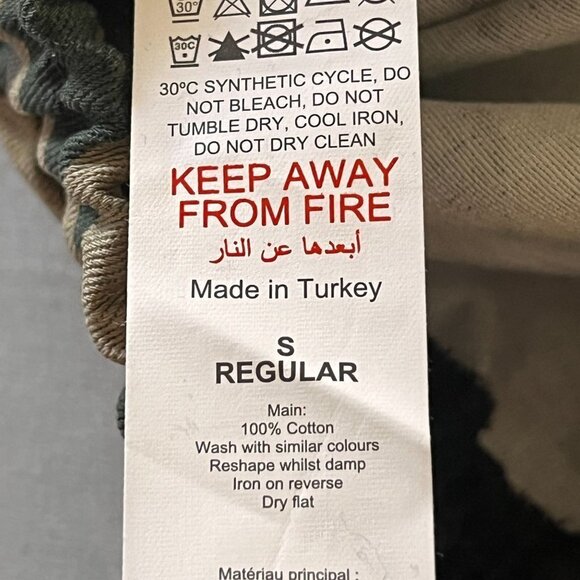 30°
30C
30ºC SYNTHETIC CYCLE, DO
NOT BLEACH, DO NOT
TUMBLE DRY, COOL IRON,
DO NOT DRY CLEAN
KEEP AWAY
FROM FIRE
أبعدها عن النار
Made in Turkey
S
REGULAR
Main:
100% Cotton
Wash with similar colours
Reshape whilst damp
Iron on reverse
Dry flat
Matériau principal :